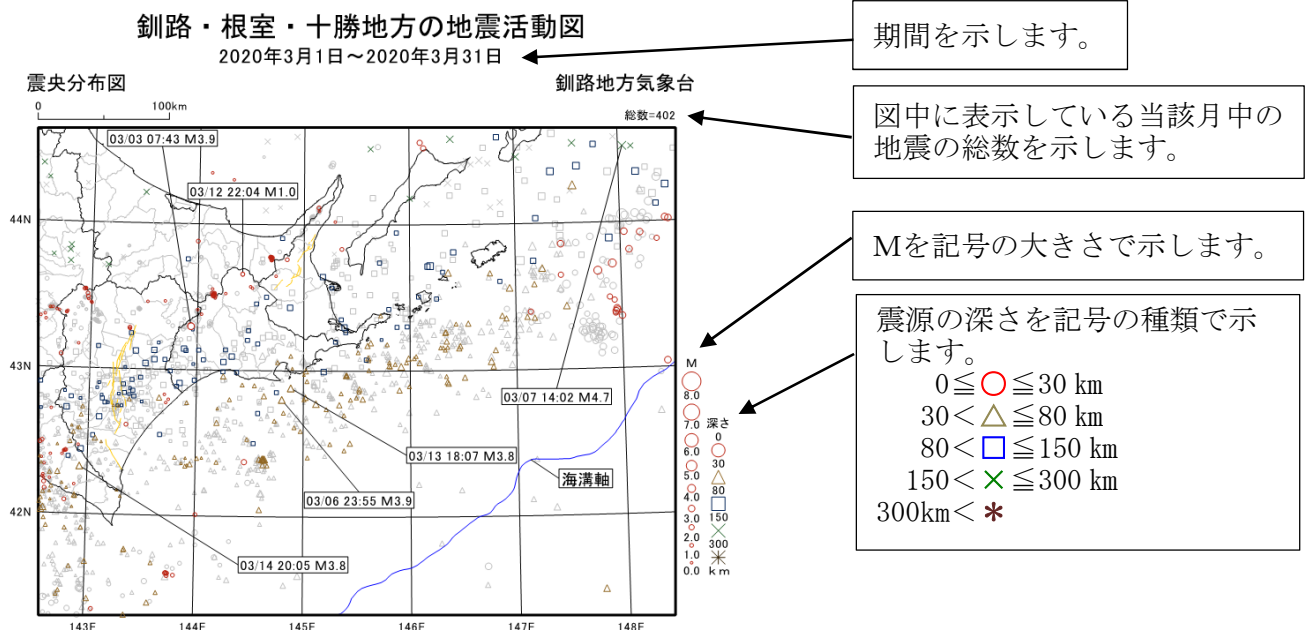 釧路・根室・十勝地方の地震活動図
2020年3月1日～2020年3月31日
震央分布図
釧路地方気象台
0 100km
総数=402
03/03 07:43 M3.9
03/12 22:04 M1.0
44N
43N
42N
03/07 14:02 M4.7
03/13 18:07 M3.8
海溝軸
03/06 23:55 M3.9
03/14 20:05 M3.8
143E 144E 145E 146E 147E 148E
M
8.0
7.0
6.0
5.0
4.0
3.0
2.0
1.0
0.0
深さ
0
30
80
150
300
km
期間を示します。
図中に表示している当該月中の
地震の総数を示します。
Mを記号の大きさで示します。
震源の深さを記号の種類で示
します。
0≦○≦30 km
30<△≦80 km
80<□≦150 km
150<×≦300 km
300km<＊